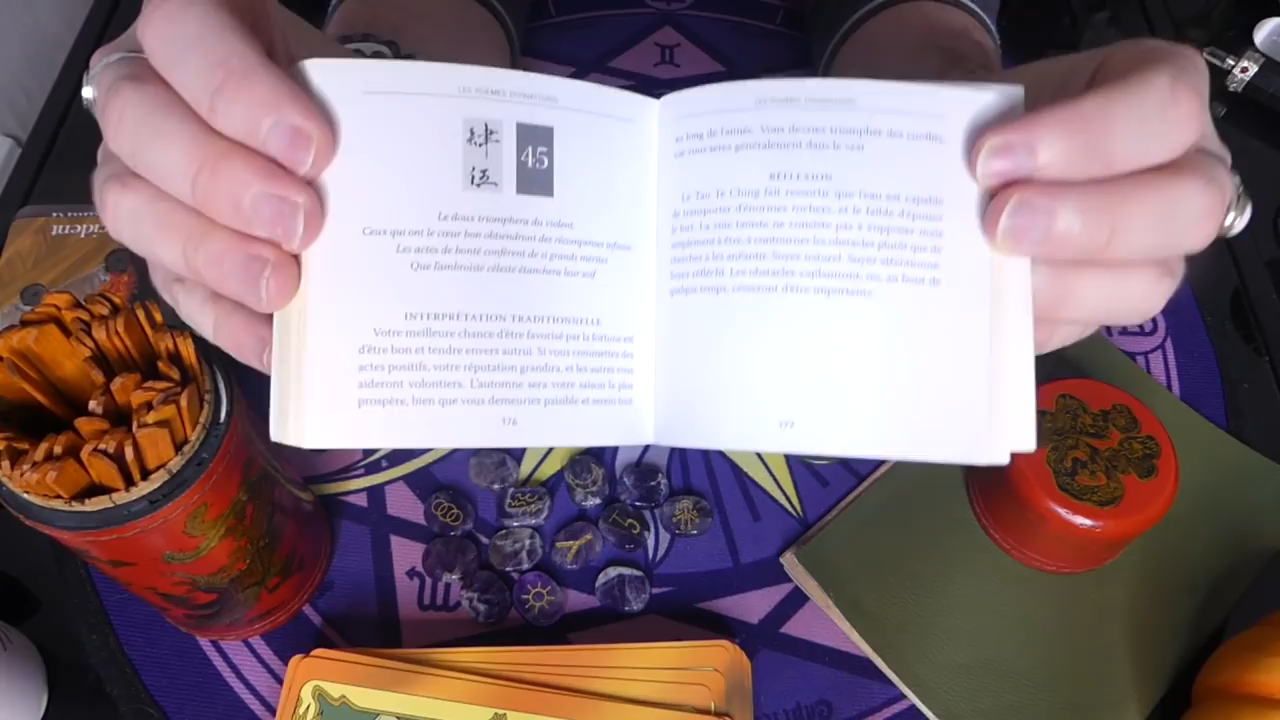 LES POÈMES DIVINATOIRES
45
Le doux triomphera du violent.
Ceux qui ont le cœur bon obtiendront des récompenses infinies
Les actes de bonté confèrent de si grands mérites
Que l'ambroisie céleste étanchera leur soif
INTERPRÉTATION TRADITIONNELLE
Votre meilleure chance d'être favorisé par la fortune est
d'être bon et tendre envers autrui. Si vous commettez des
actes positifs, votre réputation grandira, et les autres vous
aideront volontiers. L'automne sera votre saison la plus
prospère, bien que vous demeuriez paisible et serein tout
176
LES POÈMES DIVINATOIRES
au long de l'année. Vous devriez triompher des conflits,
car vous serez généralement dans le vrai
RÉFLEXION
Le Tao Te Ching fait ressortir que l'eau est capable
de transporter d'énormes rochers, et le faible d'épuiser
le fort. La voie taoïste ne consiste pas à s'opposer mais
simplement à être, à contourner les obstacles plutôt que de
chercher à les anéantir. Soyez naturel. Soyez attentionné.
Soyez réfléchi. Les obstacles s'aplaniront, ou, au bout de
quelque temps, cesseront d'être importants.
177